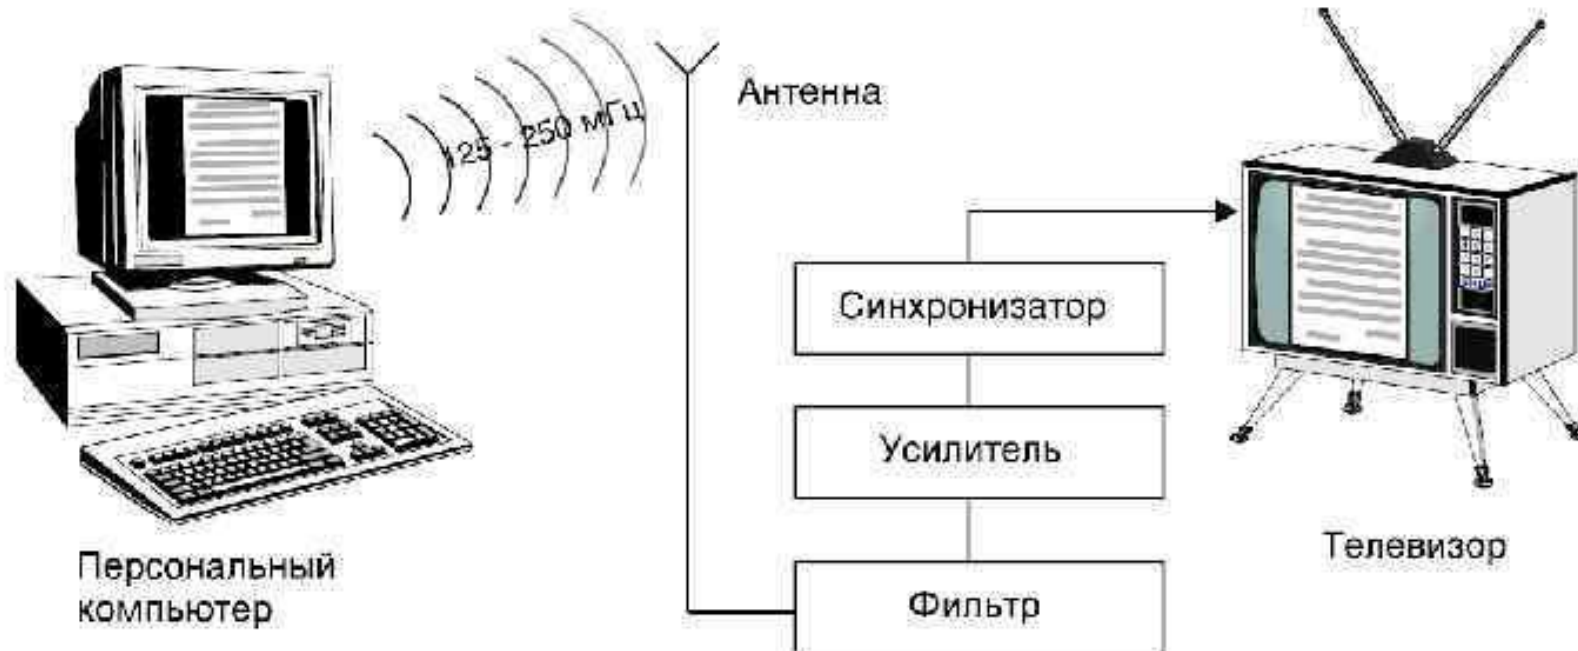 125 - 250 мГц
Антенна
Синхронизатор
Усилитель
Фильтр
Персональный
компьютер
Телевизор